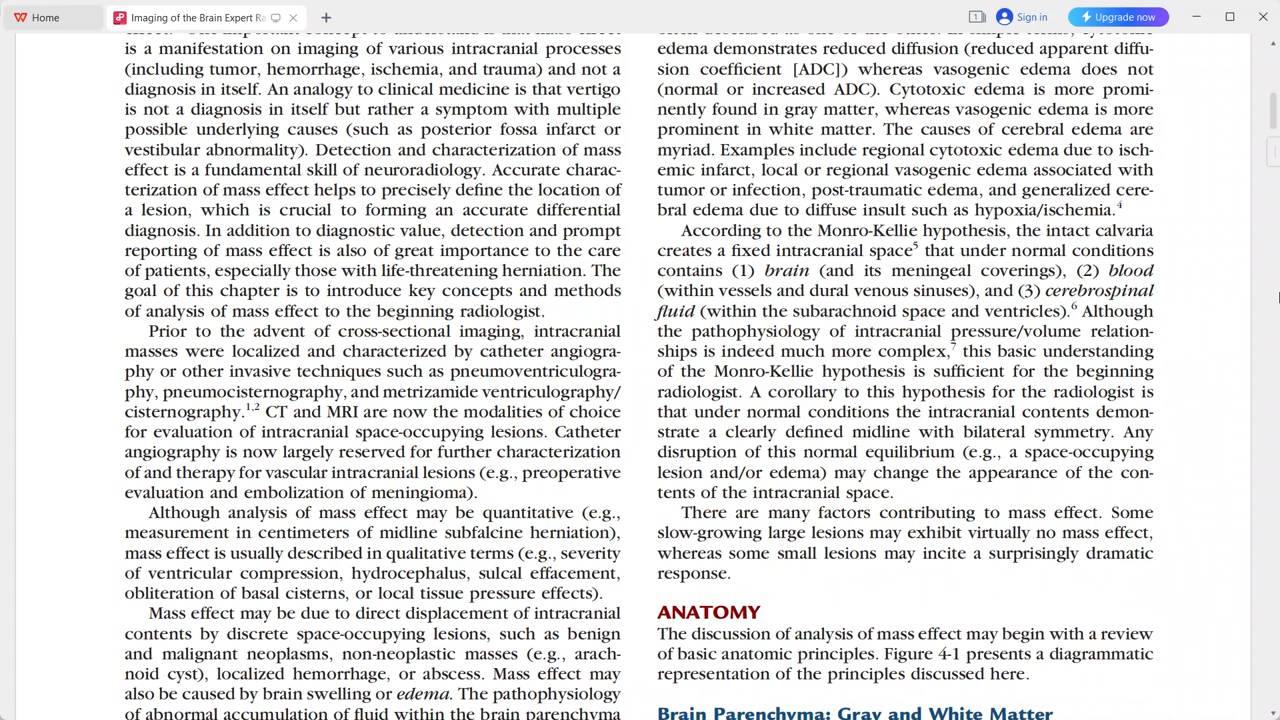 Home
Imaging of the Brain Expert Ra
Sign in
Upgrade now
is a manifestation on imaging of various intracranial processes
(including tumor, hemorrhage, ischemia, and trauma) and not a
diagnosis in itself. An analogy to clinical medicine is that vertigo
is not a diagnosis in itself but rather a symptom with multiple
possible underlying causes (such as posterior fossa infarct or
vestibular abnormality). Detection and characterization of mass
effect is a fundamental skill of neuroradiology. Accurate charac-
terization of mass effect helps to precisely define the location of
a lesion, which is crucial to forming an accurate differential
diagnosis. In addition to diagnostic value, detection and prompt
reporting of mass effect is also of great importance to the care
of patients, especially those with life-threatening herniation. The
goal of this chapter is to introduce key concepts and methods
of analysis of mass effect to the beginning radiologist.
Prior to the advent of cross-sectional imaging, intracranial
masses were localized and characterized by catheter angiogra-
phy or other invasive techniques such as pneumoventriculogra-
phy, pneumocisternography, and metrizamide ventriculography/
cisternography.1,2 CT and MRI are now the modalities of choice
for evaluation of intracranial space-occupying lesions. Catheter
angiography is now largely reserved for further characterization
of and therapy for vascular intracranial lesions (e.g., preoperative
evaluation and embolization of meningioma).
Although analysis of mass effect may be quantitative (e.g.,
measurement in centimeters of midline subfalcine herniation),
mass effect is usually described in qualitative terms (e.g., severity
of ventricular compression, hydrocephalus, sulcal effacement,
obliteration of basal cisterns, or local tissue pressure effects).
Mass effect may be due to direct displacement of intracranial
contents by discrete space-occupying lesions, such as benign
and malignant neoplasms, non-neoplastic masses (e.g., arach-
noid cyst), localized hemorrhage, or abscess. Mass effect may
also be caused by brain swelling or edema. The pathophysiology
of abnormal accumulation of fluid within the brain parenchyma
edema demonstrates reduced diffusion (reduced apparent diffu-
sion coefficient [ADC]) whereas vasogenic edema does not
(normal or increased ADC). Cytotoxic edema is more promi-
nently found in gray matter, whereas vasogenic edema is more
prominent in white matter. The causes of cerebral edema are
myriad. Examples include regional cytotoxic edema due to isch-
emic infarct, local or regional vasogenic edema associated with
tumor or infection, post-traumatic edema, and generalized cere-
bral edema due to diffuse insult such as hypoxia/ischemia.4
According to the Monro-Kellie hypothesis, the intact calvaria
creates a fixed intracranial space5 that under normal conditions
contains (1) brain (and its meningeal coverings), (2) blood
(within vessels and dural venous sinuses), and (3) cerebrospinal
fluid (within the subarachnoid space and ventricles).6 Although
the pathophysiology of intracranial pressure/volume relation-
ships is indeed much more complex,7 this basic understanding
of the Monro-Kellie hypothesis is sufficient for the beginning
radiologist. A corollary to this hypothesis for the radiologist is
that under normal conditions the intracranial contents demon-
strate a clearly defined midline with bilateral symmetry. Any
disruption of this normal equilibrium (e.g., a space-occupying
lesion and/or edema) may change the appearance of the con-
tents of the intracranial space.
There are many factors contributing to mass effect. Some
slow-growing large lesions may exhibit virtually no mass effect,
whereas some small lesions may incite a surprisingly dramatic
response.
ANATOMY
The discussion of analysis of mass effect may begin with a review
of basic anatomic principles. Figure 4-1 presents a diagrammatic
representation of the principles discussed here.
Brain Parenchyma: Gray and White Matter